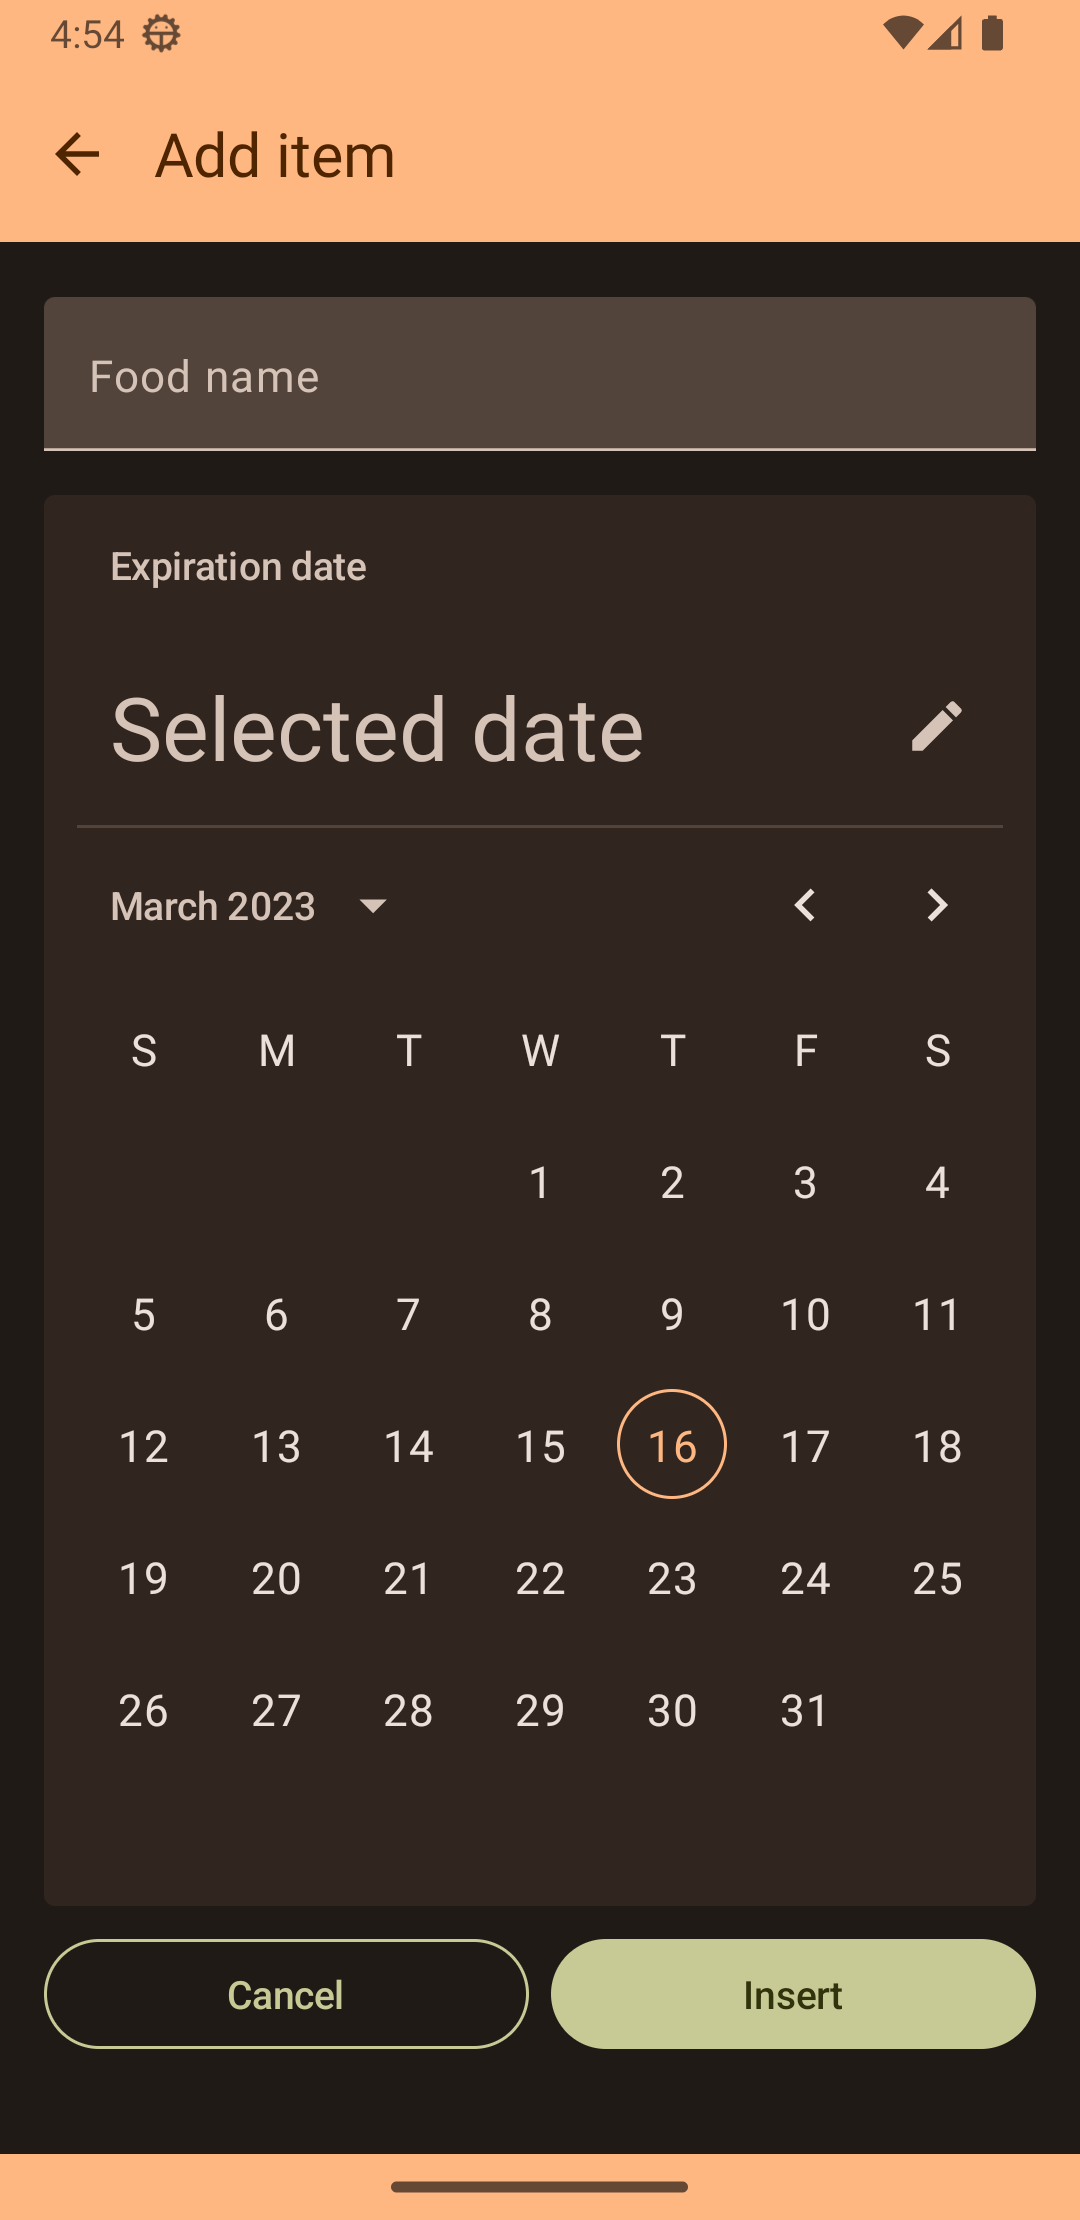 4:54
Add item
Food name
Expiration date
Selected date
March 2023
S M T W T F S
1 2 3 4
5 6 7 8 9 10 11
12 13 14 15 16 17 18
19 20 21 22 23 24 25
26 27 28 29 30 31
Cancel Insert